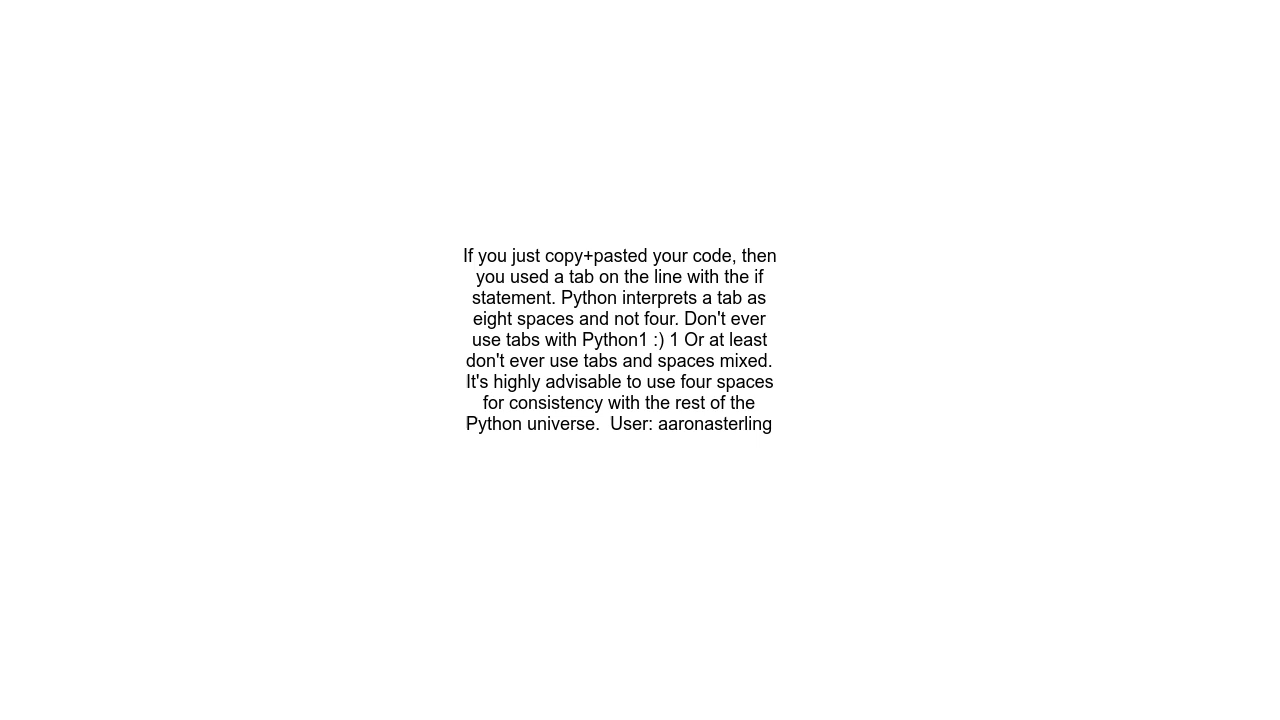 If you just copy+pasted your code, then
you used a tab on the line with the if
statement. Python interprets a tab as
eight spaces and not four. Don't ever
use tabs with Python1 :) 1 Or at least
don't ever use tabs and spaces mixed.
It's highly advisable to use four spaces
for consistency with the rest of the
Python universe.  User: aaronasterling